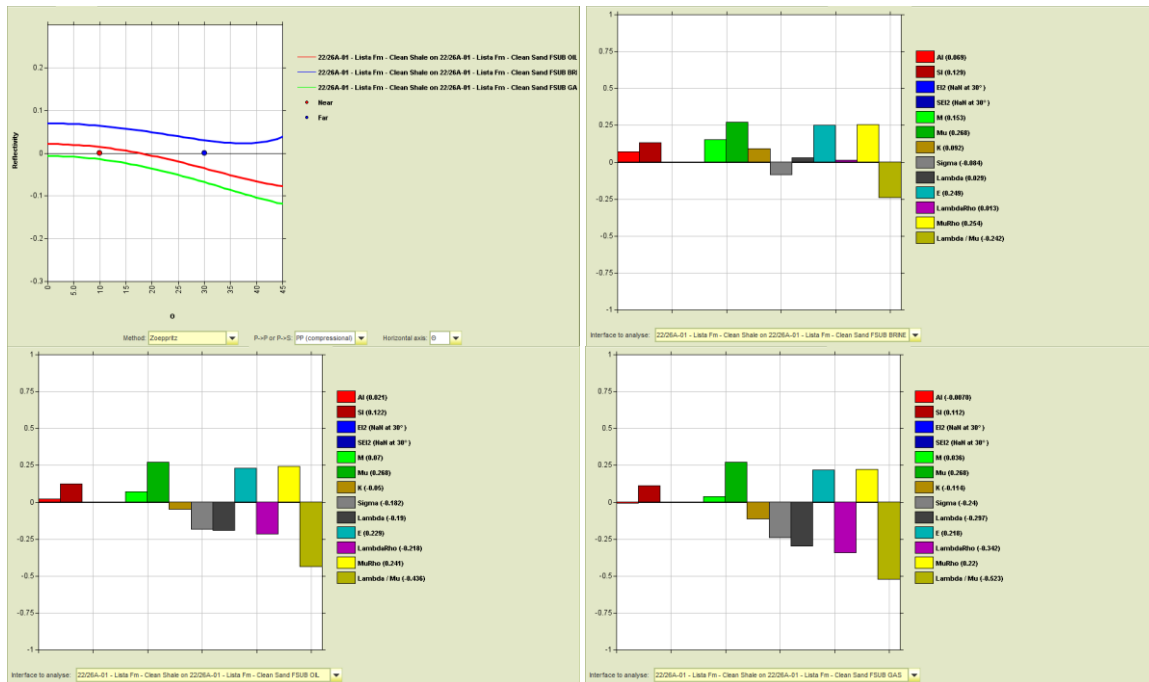 22/26A-01 - Lista Fm - Clean Shale on 22/26A-01 - Lista Fm - Clean Sand FSUB OIL
22/26A-01 - Lista Fm - Clean Shale on 22/26A-01 - Lista Fm - Clean Sand FSUB BRI
22/26A-01 - Lista Fm - Clean Shale on 22/26A-01 - Lista Fm - Clean Sand FSUB GA
Near
Far
Reflectivity
0.2
0.1
0
-0.1
-0.2
-0.3
0
5.0
10
15
20
25
30
35
40
45
Θ
Method: Zoeppritz
P->P or P->S: PP (compressional)
Horizontal axis: Θ
1
0.75
0.5
0.25
0
-0.25
-0.5
-0.75
-1
AI (0.069)
SI (0.129)
EI2 (NaN at 30°)
SEI2 (NaN at 30°)
M (0.153)
Mu (0.268)
K (0.092)
Sigma (-0.084)
Lambda (0.029)
E (0.249)
LambdaRho (0.013)
MuRho (0.254)
Lambda / Mu (-0.242)
Interface to analyse: 22/26A-01 - Lista Fm - Clean Shale on 22/26A-01 - Lista Fm - Clean Sand FSUB BRINE
1
0.75
0.5
0.25
0
-0.25
-0.5
-0.75
-1
AI (0.021)
SI (0.122)
EI2 (NaN at 30°)
SEI2 (NaN at 30°)
M (0.07)
Mu (0.268)
K (-0.05)
Sigma (-0.182)
Lambda (-0.19)
E (0.229)
LambdaRho (-0.218)
MuRho (0.241)
Lambda / Mu (-0.436)
Interface to analyse: 22/26A-01 - Lista Fm - Clean Shale on 22/26A-01 - Lista Fm - Clean Sand FSUB OIL
1
0.75
0.5
0.25
0
-0.25
-0.5
-0.75
-1
AI (-0.0078)
SI (0.112)
EI2 (NaN at 30°)
SEI2 (NaN at 30°)
M (0.036)
Mu (0.268)
K (-0.114)
Sigma (-0.24)
Lambda (-0.297)
E (0.218)
LambdaRho (-0.342)
MuRho (0.22)
Lambda / Mu (-0.523)
Interface to analyse: 22/26A-01 - Lista Fm - Clean Shale on 22/26A-01 - Lista Fm - Clean Sand FSUB GAS